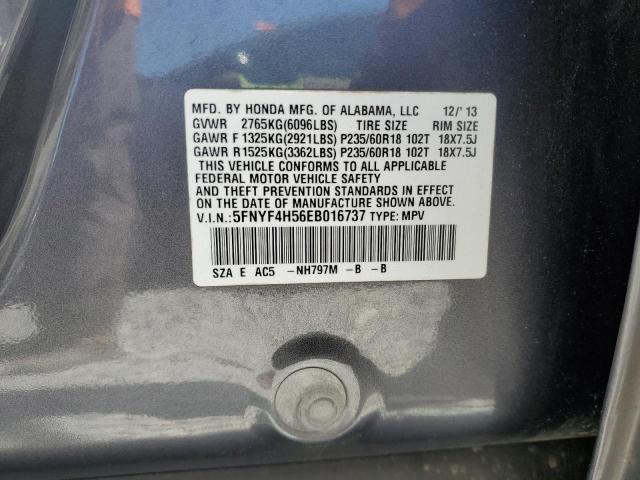 MFD. BY HONDA MFG. OF ALABAMA, LLC 12/'13
GVWR 2765KG(6096LBS) TIRE SIZE RIM SIZE
GAWR F 1325KG(2921LBS) P235/60R18 102T 18X7.5J
GAWR R1525KG(3362LBS) P235/60R18 102T 18X7.5J
THIS VEHICLE CONFORMS TO ALL APPLICABLE
FEDERAL MOTOR VEHICLE SAFETY
AND THEFT PREVENTION STANDARDS IN EFFECT
ON THE DATE OF MANUFACTURE SHOWN ABOVE.
V.I.N.:5FNYF4H56EB016737 TYPE: MPV
SZA E AC5 -NH797M -B -B